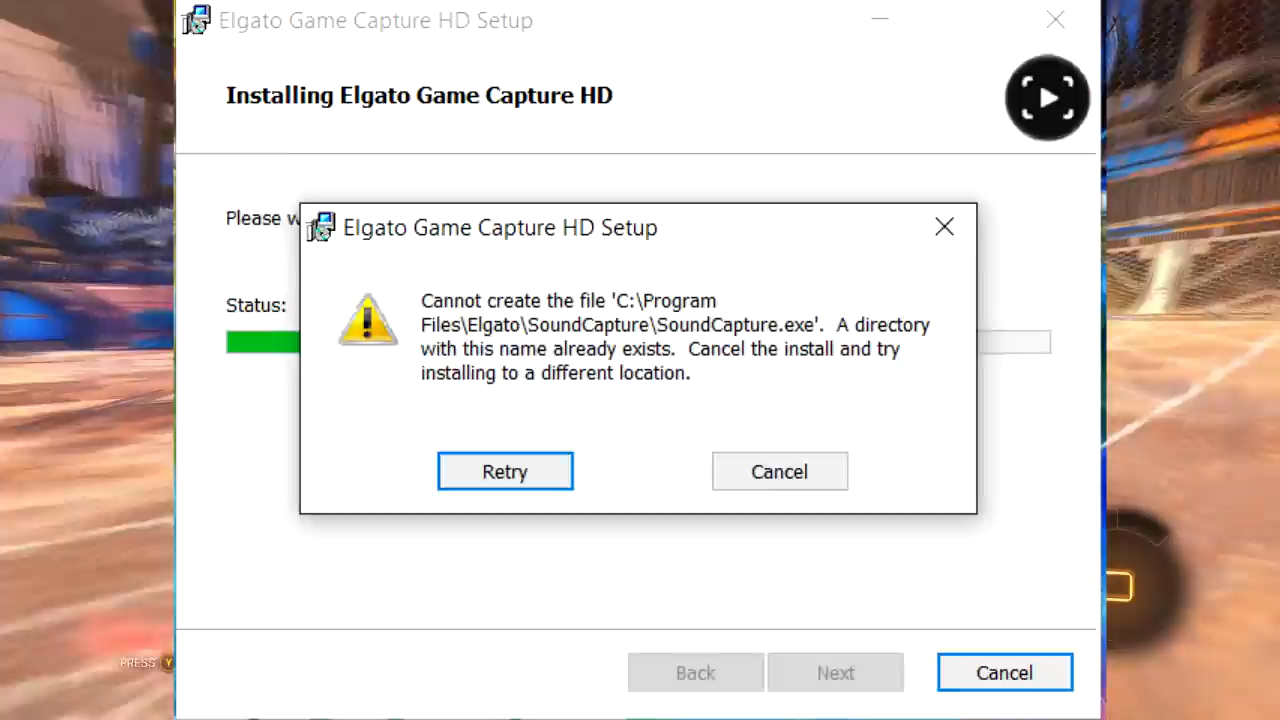 Elgato Game Capture HD Setup
Installing Elgato Game Capture HD
Please w
Status:
Elgato Game Capture HD Setup
Cannot create the file 'C:\Program
Files\Elgato\SoundCapture\SoundCapture.exe'.  A directory
with this name already exists.  Cancel the install and try
installing to a different location.
Retry
Cancel
Back
Next
Cancel
PRESS Y